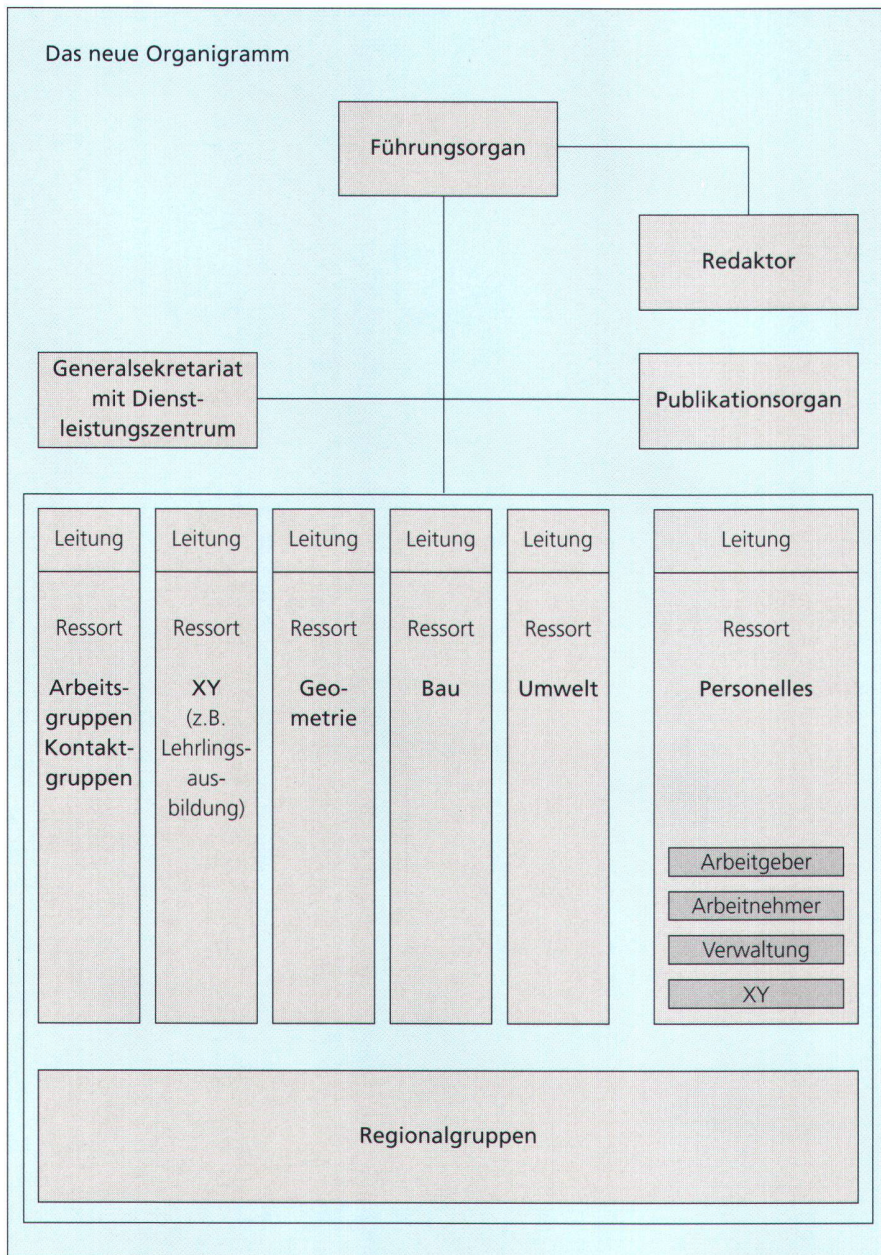 Das neue Organigramm
Führungsorgan
Redaktor
Generalsekretariat
mit Dienst-
leistungszentrum
Publikationsorgan
Leitung
Ressort
Arbeits-
gruppen
Kontakt-
gruppen
Leitung
Ressort
XY
(z.B.
Lehrlings-
aus-
bildung)
Leitung
Ressort
Geo-
metrie
Leitung
Ressort
Bau
Leitung
Ressort
Umwelt
Leitung
Ressort
Personelles
Arbeitgeber
Arbeitnehmer
Verwaltung
XY
Regionalgruppen